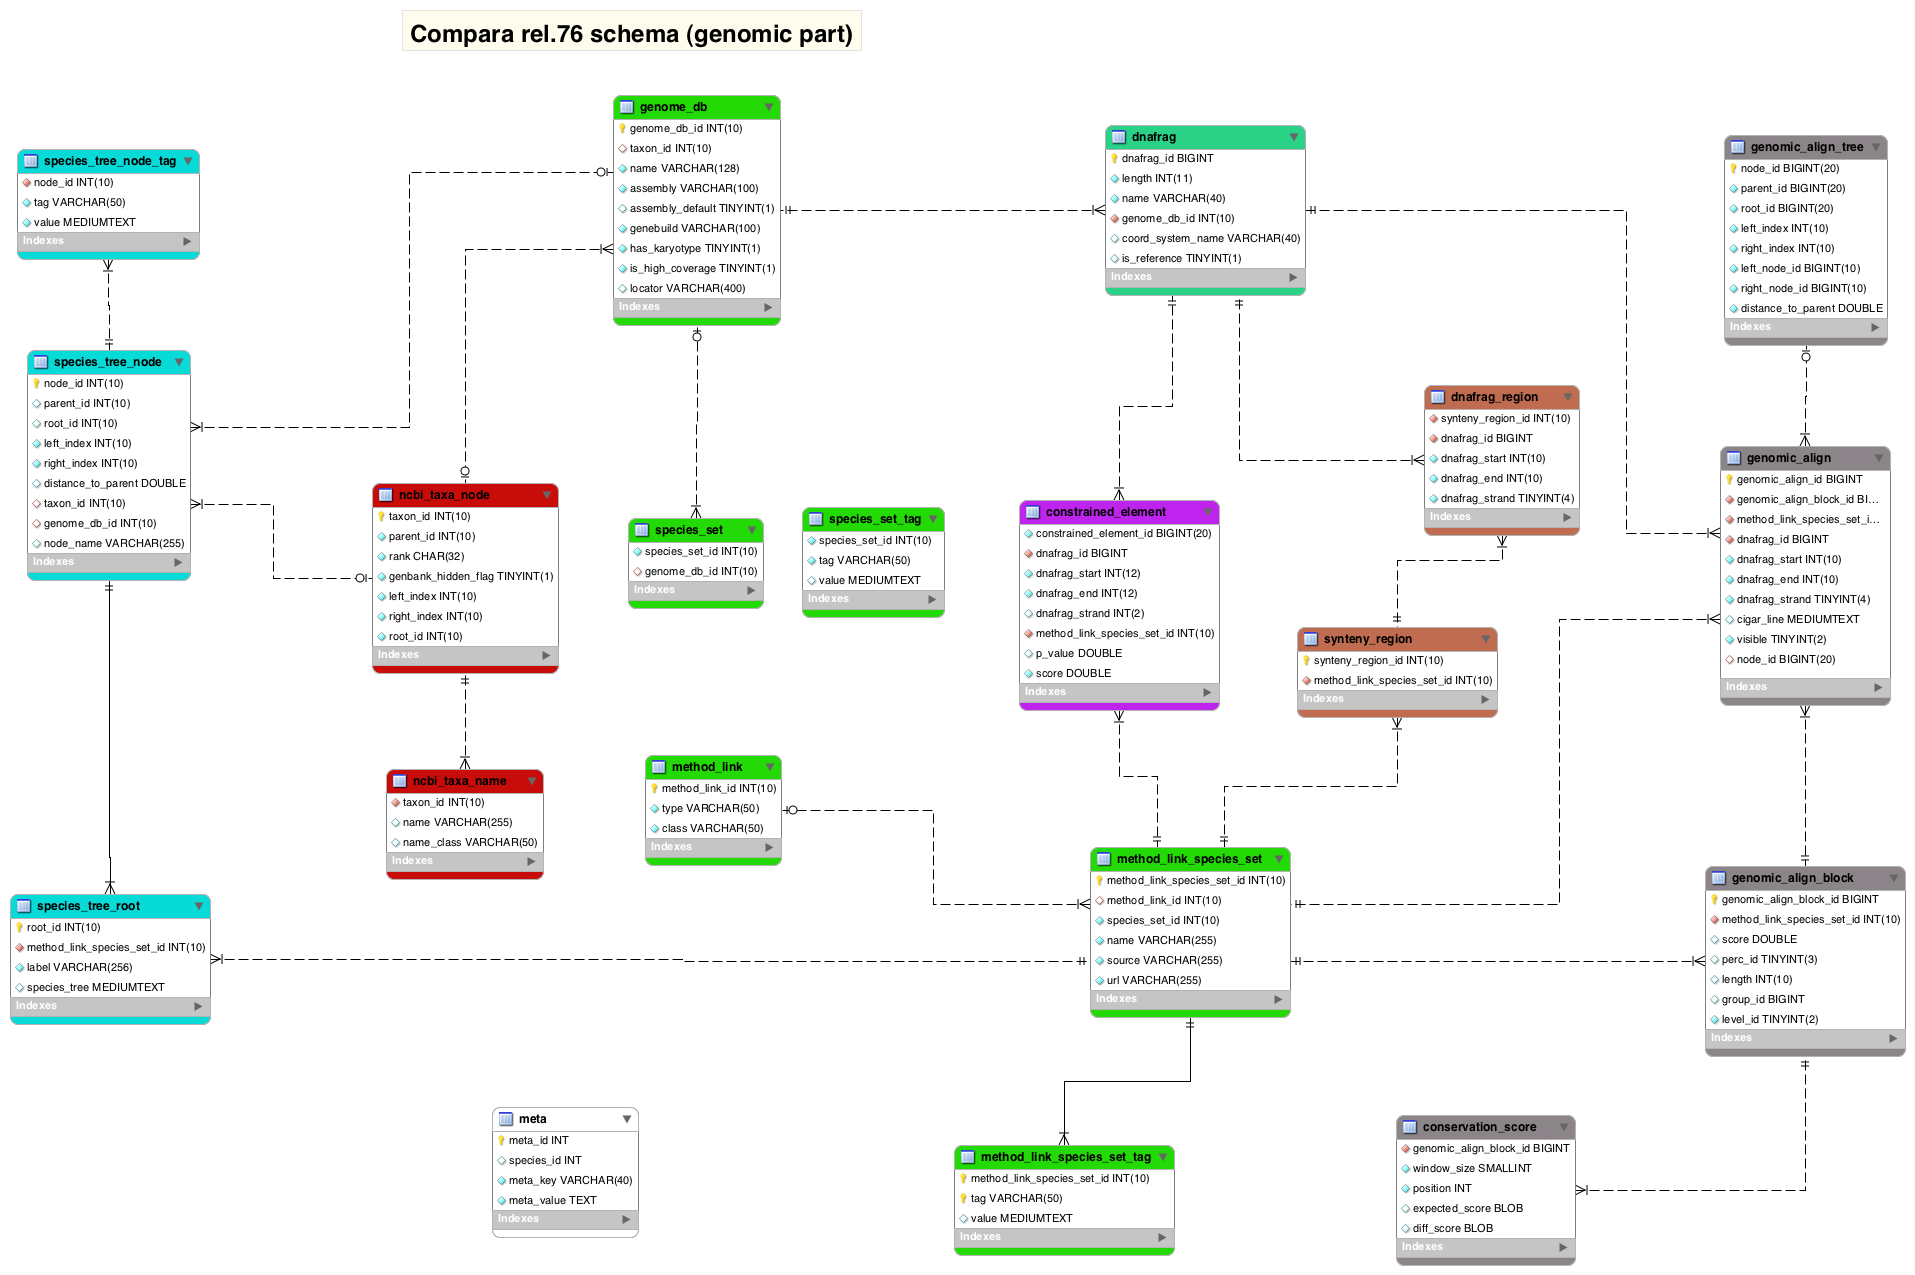 Compara rel.76 schema (genomic part)
species_tree_node_tag
node_id INT(10)
tag VARCHAR(50)
value MEDIUMTEXT
Indexes
species_tree_node
node_id INT(10)
parent_id INT(10)
root_id INT(10)
left_index INT(10)
right_index INT(10)
distance_to_parent DOUBLE
taxon_id INT(10)
genome_db_id INT(10)
node_name VARCHAR(255)
Indexes
species_tree_root
root_id INT(10)
method_link_species_set_id INT(10)
label VARCHAR(256)
species_tree MEDIUMTEXT
Indexes
ncbi_taxa_node
taxon_id INT(10)
parent_id INT(10)
rank CHAR(32)
genbank_hidden_flag TINYINT(1)
left_index INT(10)
right_index INT(10)
root_id INT(10)
Indexes
ncbi_taxa_name
taxon_id INT(10)
name VARCHAR(255)
name_class VARCHAR(50)
Indexes
genome_db
genome_db_id INT(10)
taxon_id INT(10)
name VARCHAR(128)
assembly VARCHAR(100)
assembly_default TINYINT(1)
genebuild VARCHAR(100)
has_karyotype TINYINT(1)
is_high_coverage TINYINT(1)
locator VARCHAR(400)
Indexes
species_set
species_set_id INT(10)
genome_db_id INT(10)
Indexes
species_set_tag
species_set_id INT(10)
tag VARCHAR(50)
value MEDIUMTEXT
Indexes
method_link
method_link_id INT(10)
type VARCHAR(50)
class VARCHAR(50)
Indexes
meta
meta_id INT
species_id INT
meta_key VARCHAR(40)
meta_value TEXT
Indexes
dnafrag
dnafrag_id BIGINT
length INT(11)
name VARCHAR(40)
genome_db_id INT(10)
coord_system_name VARCHAR(40)
is_reference TINYINT(1)
Indexes
constrained_element
constrained_element_id BIGINT(20)
dnafrag_id BIGINT
dnafrag_start INT(12)
dnafrag_end INT(12)
dnafrag_strand INT(2)
method_link_species_set_id INT(10)
p_value DOUBLE
score DOUBLE
Indexes
method_link_species_set
method_link_species_set_id INT(10)
method_link_id INT(10)
species_set_id INT(10)
name VARCHAR(255)
source VARCHAR(255)
url VARCHAR(255)
Indexes
method_link_species_set_tag
method_link_species_set_id INT(10)
tag VARCHAR(50)
value MEDIUMTEXT
Indexes
dnafrag_region
synteny_region_id INT(10)
dnafrag_id BIGINT
dnafrag_start INT(10)
dnafrag_end INT(10)
dnafrag_strand TINYINT(4)
Indexes
synteny_region
synteny_region_id INT(10)
method_link_species_set_id INT(10)
Indexes
genomic_align_tree
node_id BIGINT(20)
parent_id BIGINT(20)
root_id BIGINT(20)
left_index INT(10)
right_index INT(10)
left_node_id BIGINT(10)
right_node_id BIGINT(10)
distance_to_parent DOUBLE
Indexes
genomic_align
genomic_align_id BIGINT
genomic_align_block_id BI...
method_link_species_set_i...
dnafrag_id BIGINT
dnafrag_start INT(10)
dnafrag_end INT(10)
dnafrag_strand TINYINT(4)
cigar_line MEDIUMTEXT
visible TINYINT(2)
node_id BIGINT(20)
Indexes
genomic_align_block
genomic_align_block_id BIGINT
method_link_species_set_id INT(10)
score DOUBLE
perc_id TINYINT(3)
length INT(10)
group_id BIGINT
level_id TINYINT(2)
Indexes
conservation_score
genomic_align_block_id BIGINT
window_size SMALLINT
position INT
expected_score BLOB
diff_score BLOB
Indexes